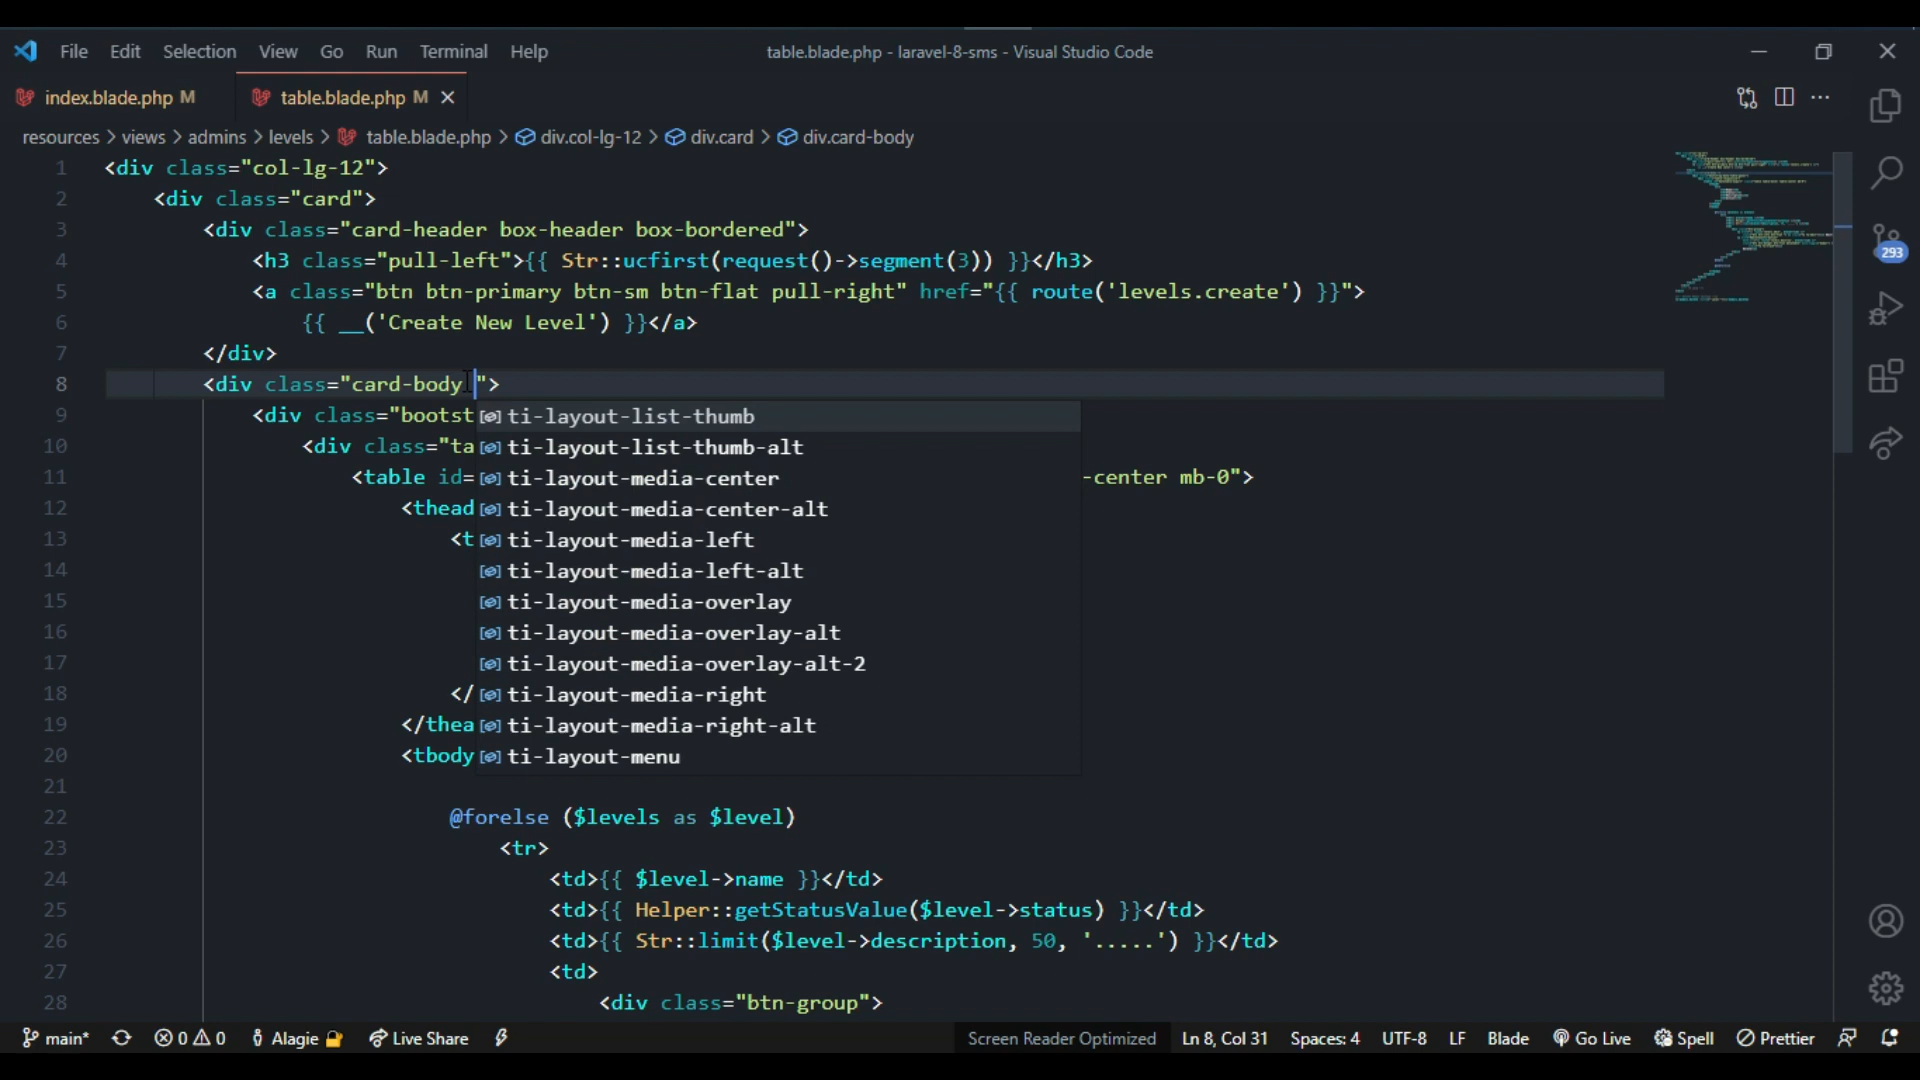 File Edit Selection View Go Run Terminal Help table.blade.php - laravel-8-sms - Visual Studio Code
index.blade.php M table.blade.php M
resources > views > admins > levels > table.blade.php > div.col-lg-12 > div.card > div.card-body
1 <div class="col-lg-12">
2 <div class="card">
3 <div class="card-header box-header box-bordered">
4 <h3 class="pull-left">{{ Str::ucfirst(request()->segment(3)) }}</h3>
5 <a class="btn btn-primary btn-sm btn-flat pull-right" href="{{ route('levels.create') }}">
6 {{ __('Create New Level') }}</a>
7 </div>
8 <div class="card-body ">
9 <div class="bootst ti-layout-list-thumb
10 <div class="ta ti-layout-list-thumb-alt
11 <table id= ti-layout-media-center -center mb-0">
12 <thead ti-layout-media-center-alt
13 <t ti-layout-media-left
14 ti-layout-media-left-alt
15 ti-layout-media-overlay
16 ti-layout-media-overlay-alt
17 ti-layout-media-overlay-alt-2
18 </ ti-layout-media-right
19 </thea ti-layout-media-right-alt
20 <tbody ti-layout-menu
21
22 @forelse ($levels as $level)
23 <tr>
24 <td>{{ $level->name }}</td>
25 <td>{{ Helper::getStatusValue($level->status) }}</td>
26 <td>{{ Str::limit($level->description, 50, '.....') }}</td>
27 <td>
28 <div class="btn-group">
293
main* 0 0 Alagie Live Share Screen Reader Optimized Ln 8, Col 31 Spaces: 4 UTF-8 LF Blade Go Live Spell Prettier